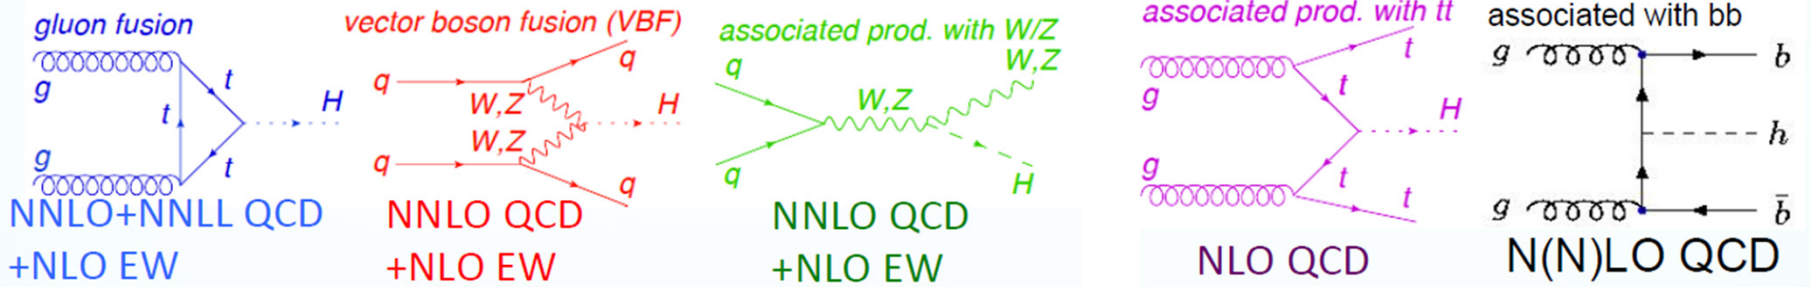 gluon fusion
g
g
t
t
t
H
NNLO+NNLL QCD
+NLO EW
vector boson fusion (VBF)
q
q
W,Z
W,Z
q
q
H
NNLO QCD
+NLO EW
associated prod. with W/Z
q
q
W,Z
W,Z
H
NNLO QCD
+NLO EW
associated prod. with tt
g
g
t
t
t
t
H
NLO QCD
associated with bb
g
g
b
h
b̄
N(N)LO QCD